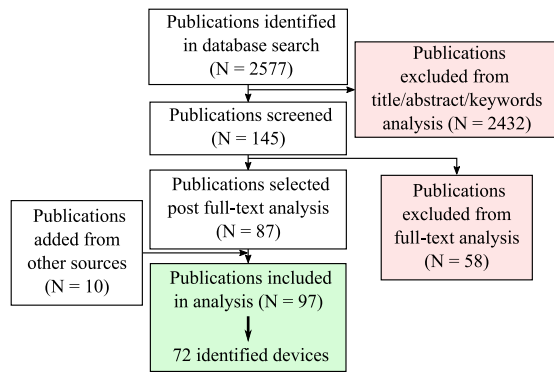 Publications identified
in database search
(N = 2577)
Publications
excluded from
title/abstract/keywords
analysis (N = 2432)
Publications screened
(N = 145)
Publications selected
post full-text analysis
(N = 87)
Publications
excluded from
full-text analysis
(N = 58)
Publications
added from
other sources
(N = 10)
Publications included
in analysis (N = 97)
72 identified devices